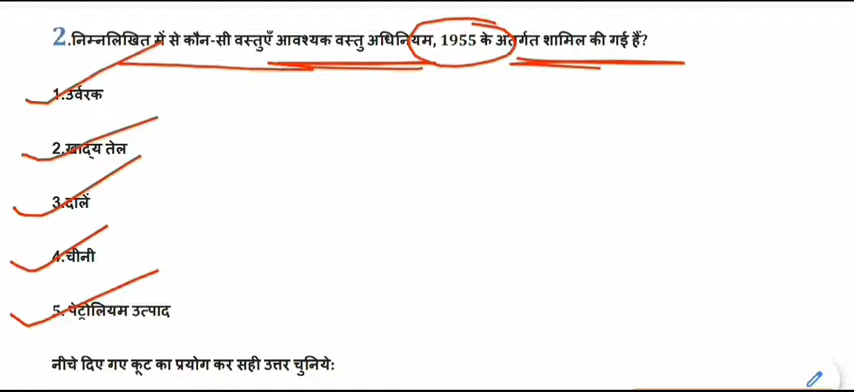 2.निम्नलिखित में से कौन-सी वस्तुएँ आवश्यक वस्तु अधिनियम, 1955 के अंतर्गत शामिल की गई हैं?
1.उर्वरक
2.खाद्य तेल
3.दालें
4.चीनी
5. पेट्रोलियम उत्पाद
नीचे दिए गए कूट का प्रयोग कर सही उत्तर चुनिये: